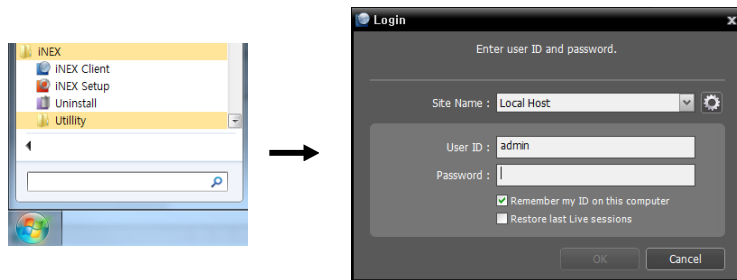 iNEX
iNEX Client
iNEX Setup
Uninstall
Utillity
Login
Enter user ID and password.
Site Name : Local Host
User ID : admin
Password :
Remember my ID on this computer
Restore last Live sessions
OK Cancel